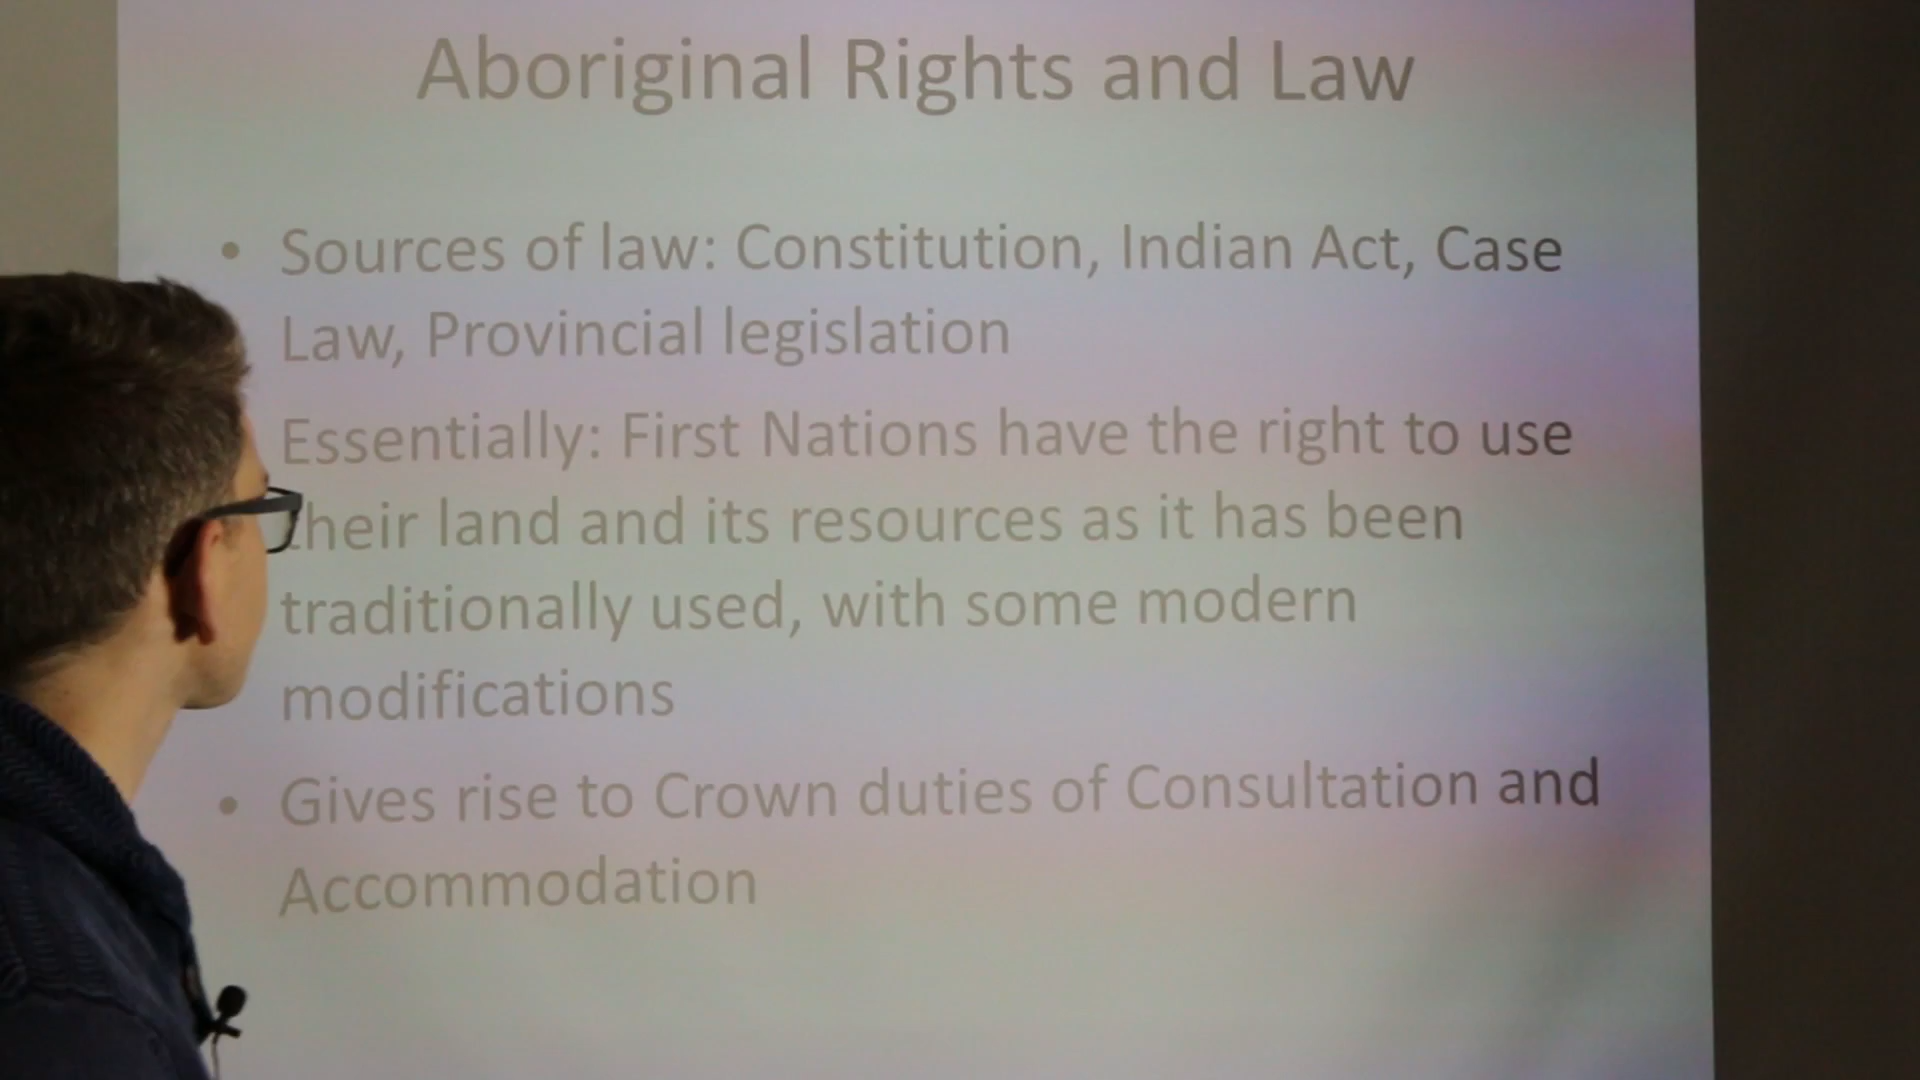 Aboriginal Rights and Law
• Sources of law: Constitution, Indian Act, Case
Law, Provincial legislation
Essentially: First Nations have the right to use
their land and its resources as it has been
traditionally used, with some modern
modifications
• Gives rise to Crown duties of Consultation and
Accommodation